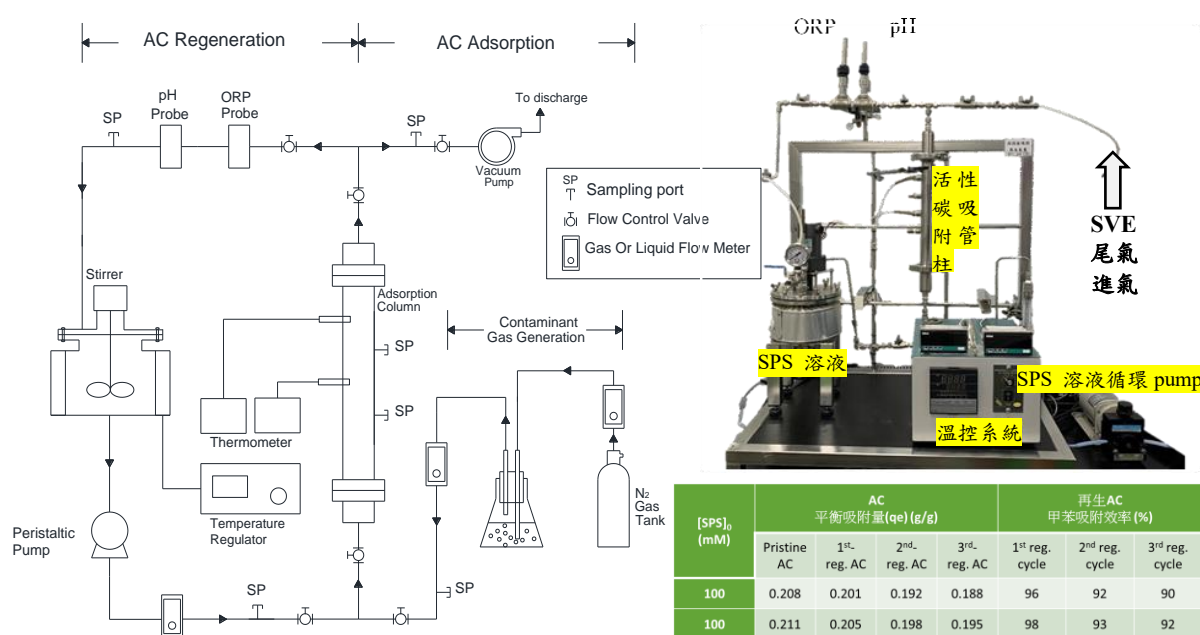 AC Regeneration
AC Adsorption
pH
Probe
ORP
Probe
SP
SP
To discharge
Vacuum
Pump
SP
Sampling port
Flow Control Valve
Gas Or Liquid Flow Meter
Stirrer
Adsorption
Column
SP
SP
Contaminant
Gas Generation
Thermometer
Temperature
Regulator
N2
Gas
Tank
Peristaltic
Pump
SP
SP
ORP pH
活性
碳吸
附管
柱
SVE
尾氣
進氣
SPS 溶液
SPS 溶液循環 pump
溫控系統
[SPS]0
(mM)
AC
平衡吸附量(qe) (g/g)
再生AC
甲苯吸附效率(%)
Pristine AC 1st-reg. AC 2nd-reg. AC 3rd-reg. AC 1st reg. cycle 2nd reg. cycle 3rd reg. cycle
100 0.208 0.201 0.192 0.188 96 92 90
100 0.211 0.205 0.198 0.195 98 93 92